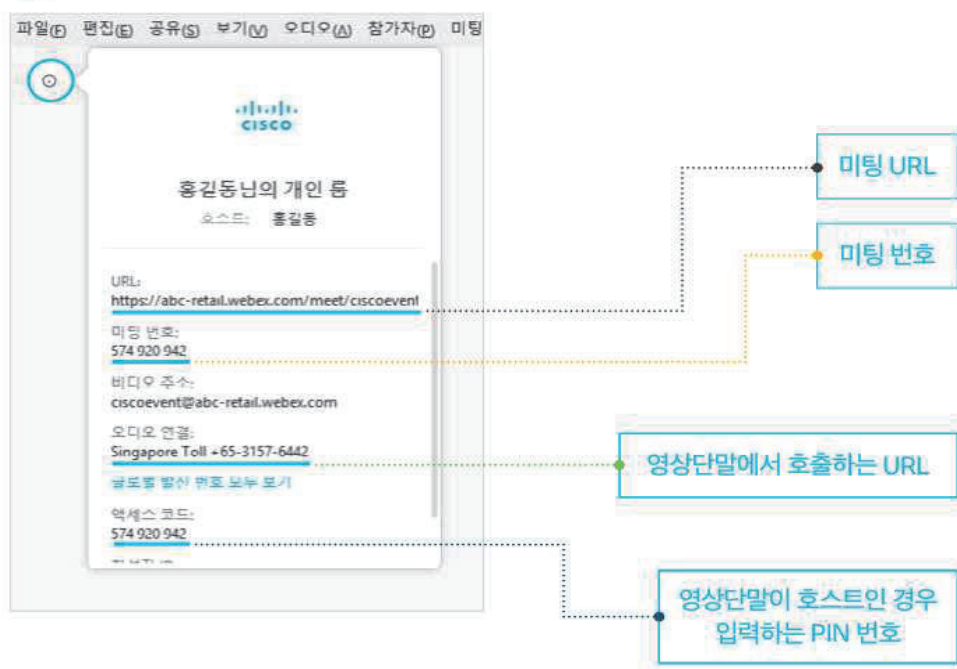 파일(F) 편집(E) 공유(S) 보기(V) 오디오(A) 참가자(P) 미팅
CISCO
홍길동님의 개인 룸
호스트: 홍길동
URL:
https://abc-retail.webex.com/meet/ciscoevent
미팅 번호:
574 920 942
비디오 주소:
ciscoevent@abc-retail.webex.com
오디오 연결:
Singapore Toll +65-3157-6442
글로벌 발신 번호 모두 보기
액세스 코드:
574 920 942
미팅 URL
미팅 번호
영상단말에서 호출하는 URL
영상단말이 호스트인 경우
입력하는 PIN 번호